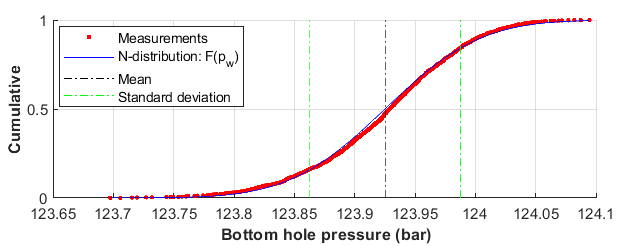 1
0.5
0
Cumulative
Measurements
N-distribution: F(pw)
Mean
Standard deviation
123.65 123.7 123.75 123.8 123.85 123.9 123.95 124 124.05 124.1
Bottom hole pressure (bar)